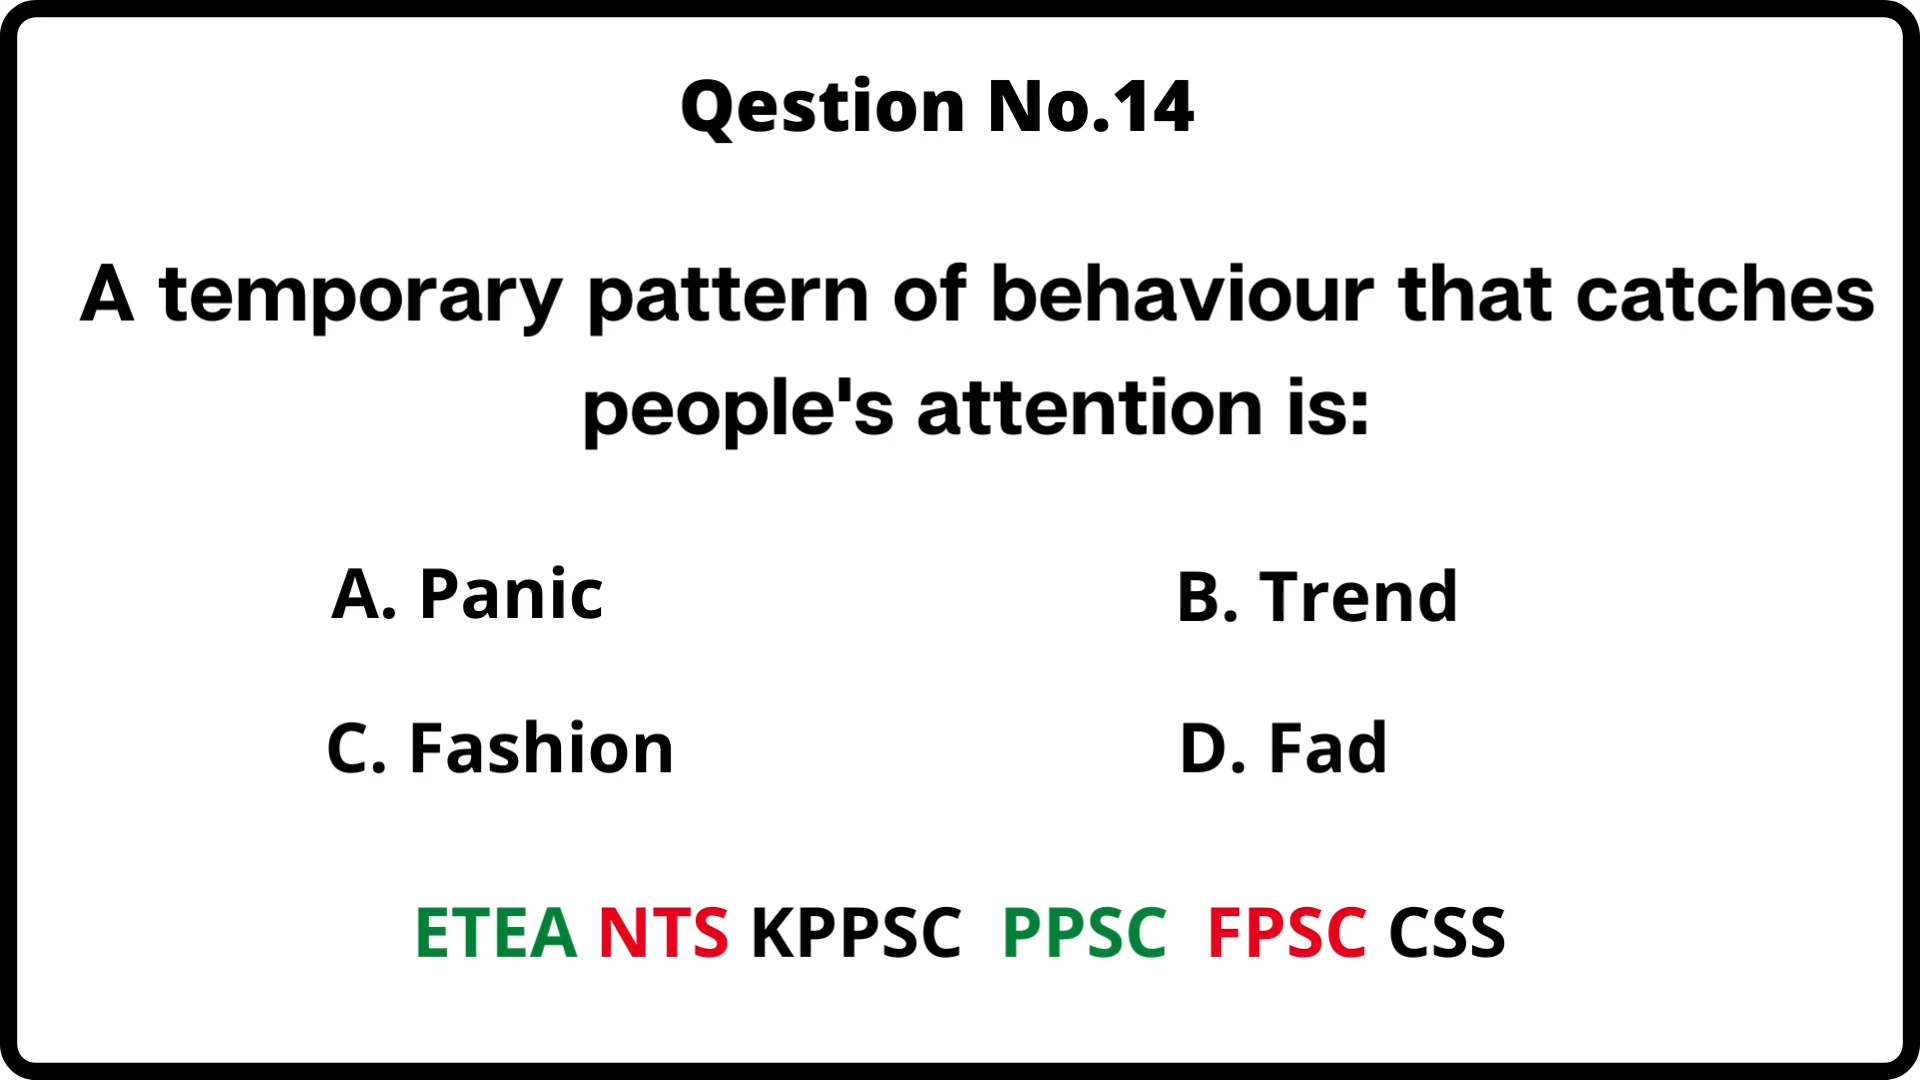 Qestion No.14
A temporary pattern of behaviour that catches
people's attention is:
A. Panic
B. Trend
C. Fashion
D. Fad
ETEA NTS KPPSC PPSC FPSC CSS